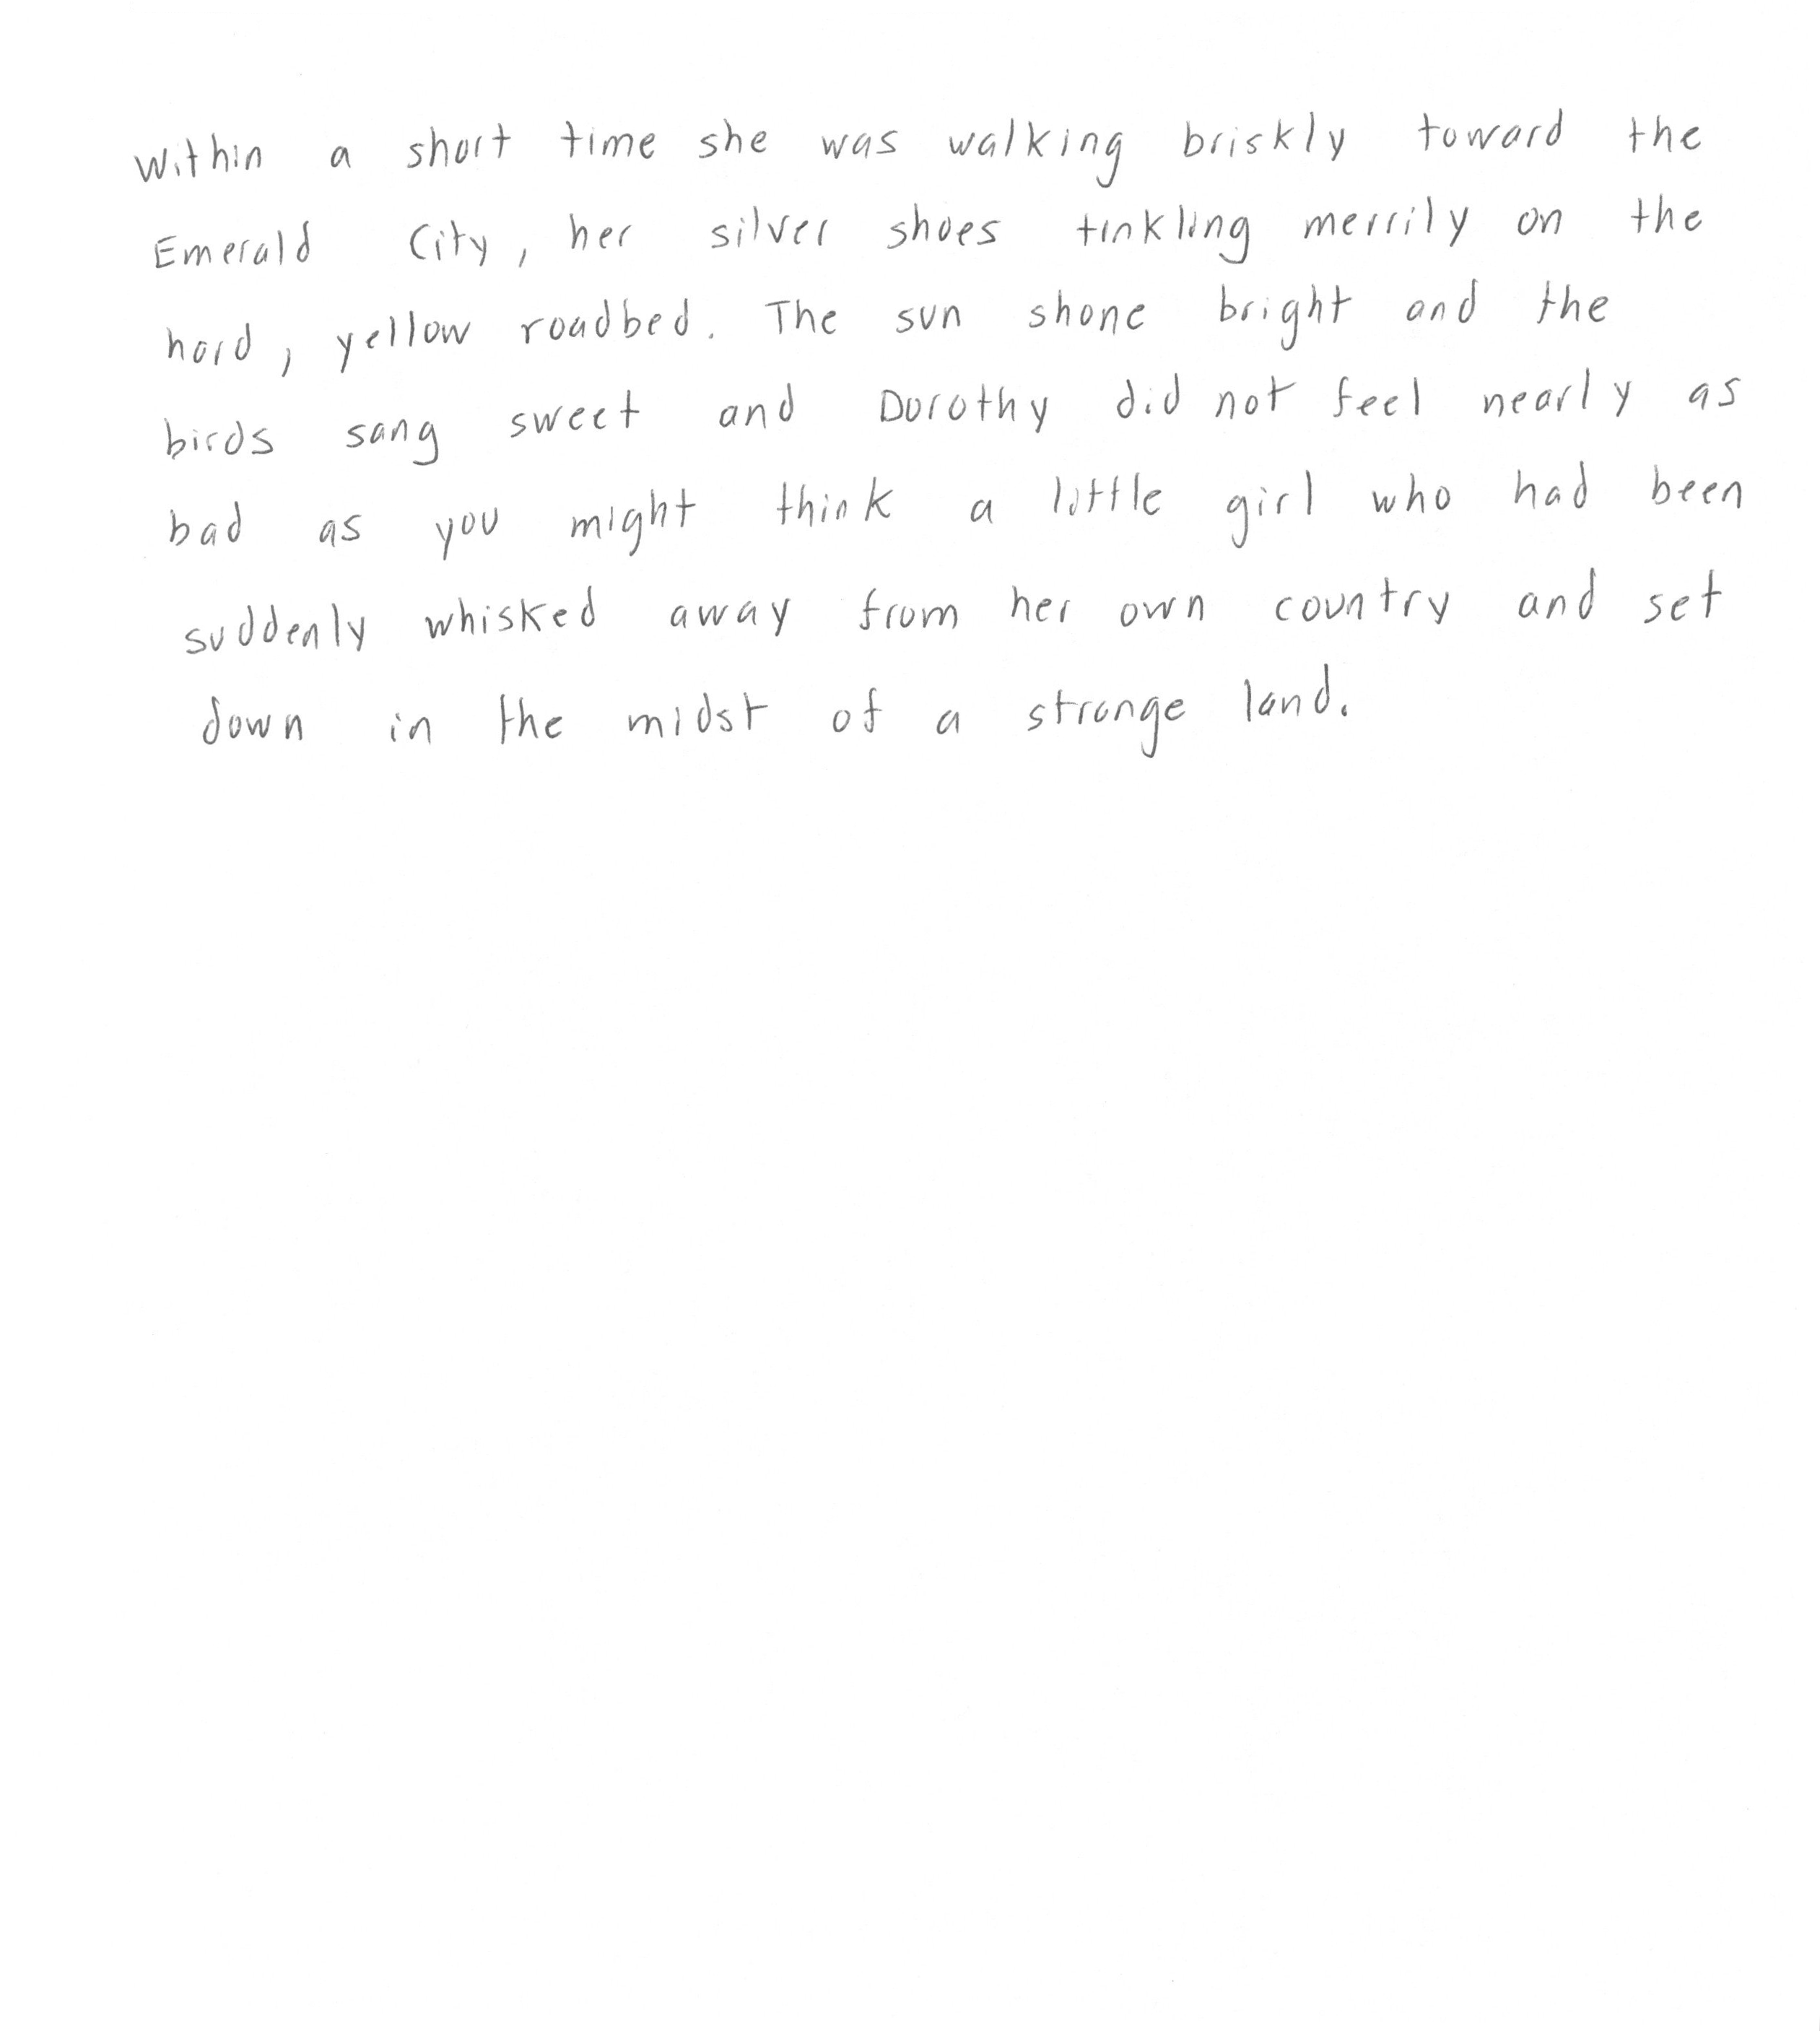 Within a short time she was walking briskly toward the
Emerald City, her silver shoes tinkling merrily on the
hard, yellow roadbed. The sun shone bright and the
birds sang sweet and Dorothy did not feel nearly as
bad as you might think a little girl who had been
suddenly whisked away from her own country and set
down in the midst of a strange land.